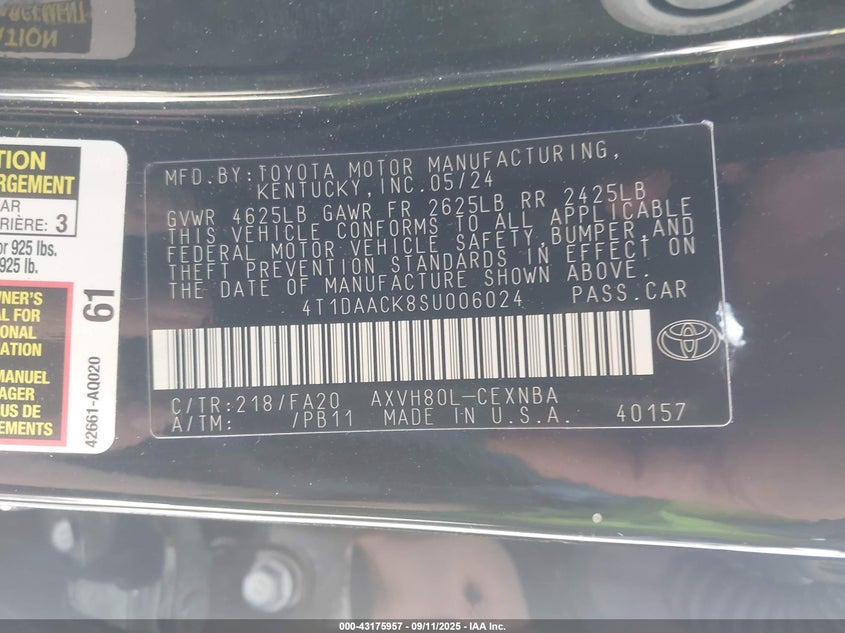 TION
RGEMENT
AR
RIÈRE: 3
or 925 lbs.
925 lb.
WNER'S
AL FOR
IONAL
ATION
MANUEL
AGER
US DE
EMENTS
61
42661-AQ020
MFD.BY:TOYOTA MOTOR MANUFACTURING,
KENTUCKY,INC.05/24
GVWR 4625LB GAWR FR 2625LB RR 2425LB
THIS VEHICLE CONFORMS TO ALL APPLICABLE
FEDERAL MOTOR VEHICLE SAFETY,BUMPER,AND
THEFT PREVENTION STANDARDS IN EFFECT ON
THE DATE OF MANUFACTURE SHOWN ABOVE.
4T1DAACK8SU006024 PASS.CAR
C/TR:218/FA20 AXVH80L-CEXNBA
A/TM: /PB11 MADE IN U.S.A. 40157
000-43175957 - 09/11/2025 - IAA Inc.